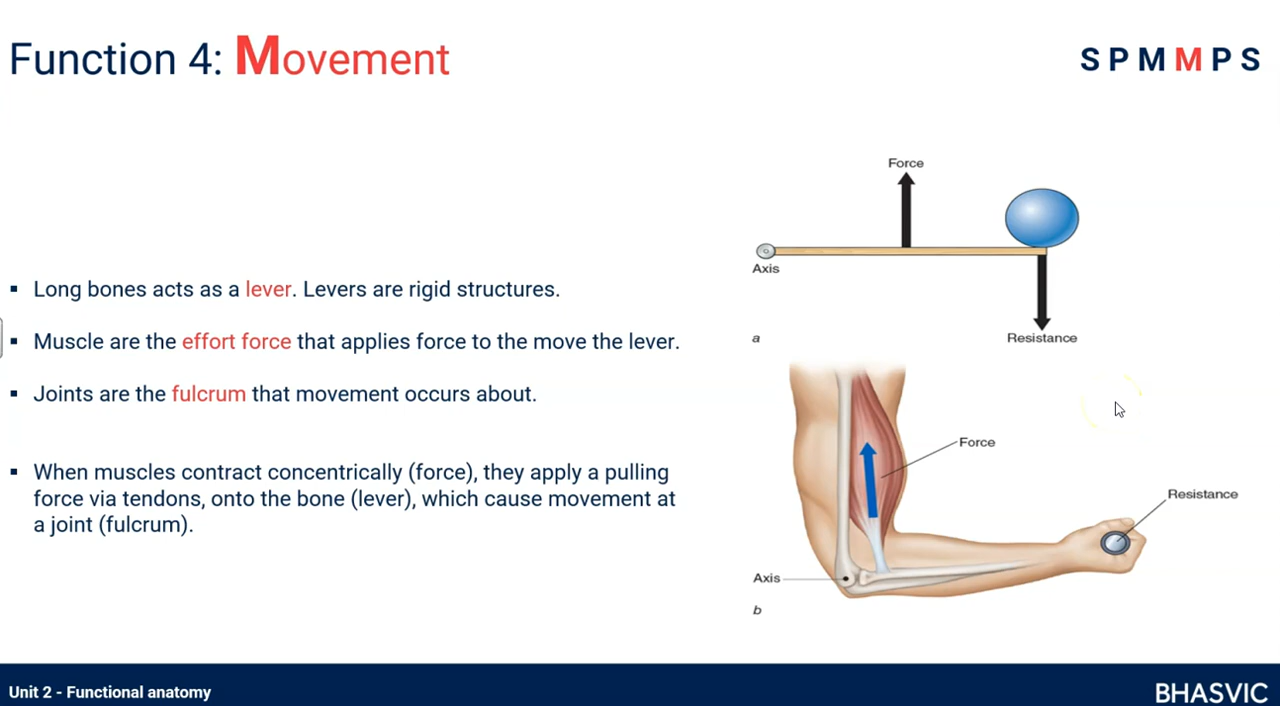 Function 4: Movement
S P M M P S
Long bones acts as a lever. Levers are rigid structures.
Muscle are the effort force that applies force to the move the lever.
Joints are the fulcrum that movement occurs about.
When muscles contract concentrically (force), they apply a pulling
force via tendons, onto the bone (lever), which cause movement at
a joint (fulcrum).
Force
Axis
Resistance
a
Force
Resistance
Axis
b
Unit 2 - Functional anatomy
BHASVIC